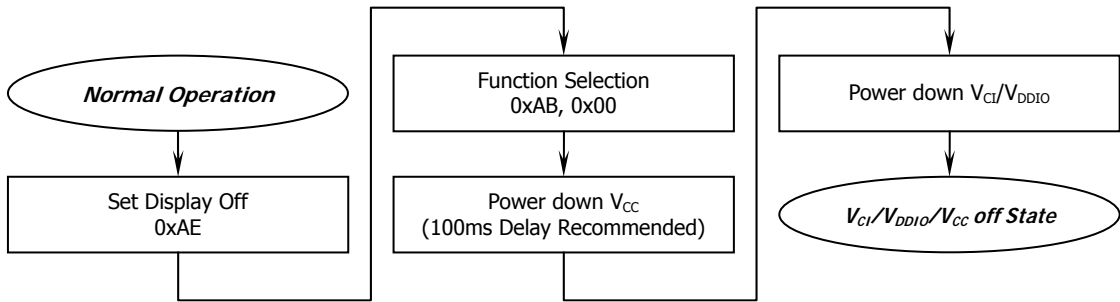 Normal Operation
Set Display Off
0xAE
Function Selection
0xAB, 0x00
Power down VCC
(100ms Delay Recommended)
Power down VCI/VDDIO
VCI/VDDIO/VCC off State